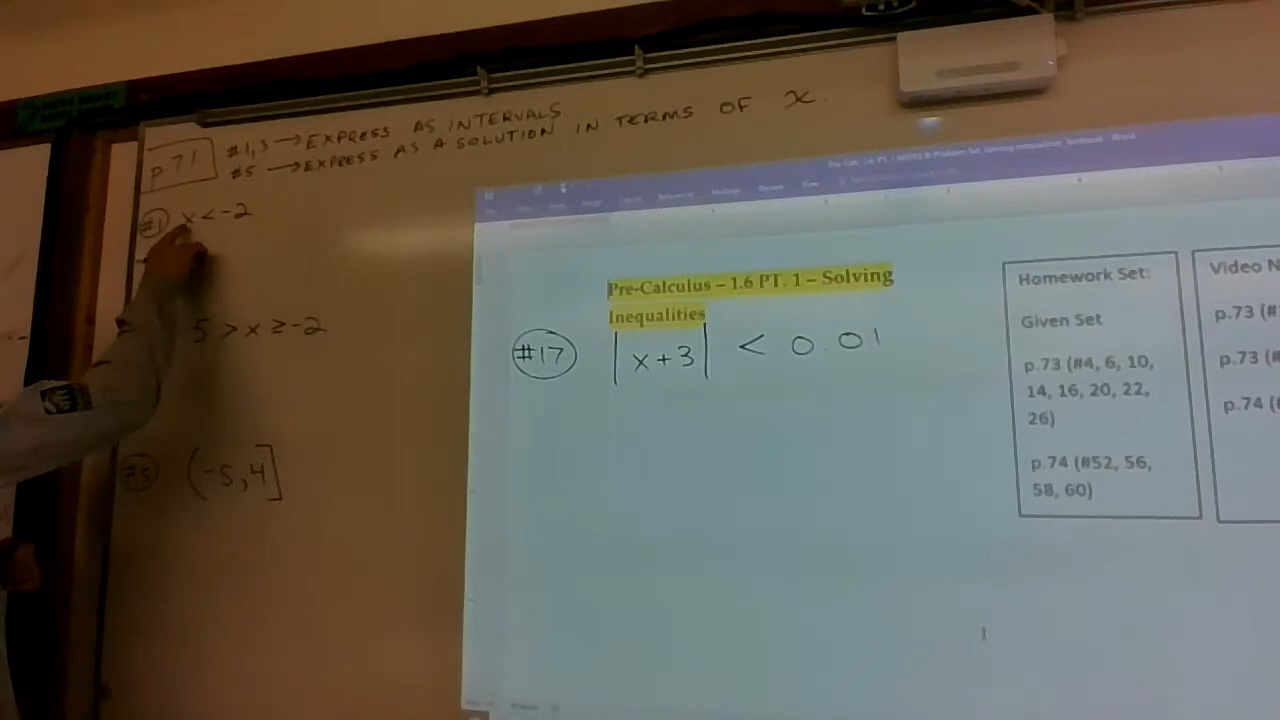 p.71
#1,3 → EXPRESS AS INTERVALS
#5 → EXPRESS AS A SOLUTION IN TERMS OF x.
#1 x < -2
5 > x ≥ -2
#5 (-5,4]
Pre-Calculus – 1.6 PT. 1 – Solving
Inequalities
#17 |x+3| < 0.01
Homework Set:
Given Set
p.73 (#4, 6, 10,
14, 16, 20, 22,
26)
p.74 (#52, 56,
58, 60)
Video
p.73 (#
p.73 (#
p.74 (
1